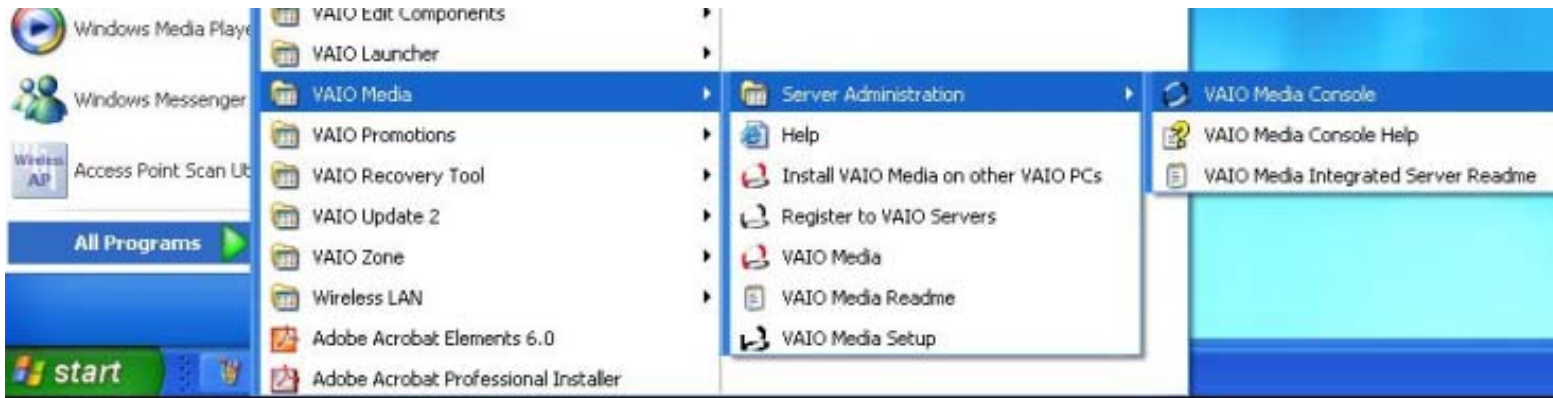 Windows Media Playe
Windows Messenger
Wireless AP
Access Point Scan Ut
All Programs
start
VAIO Edit Components
VAIO Launcher
VAIO Media
VAIO Promotions
VAIO Recovery Tool
VAIO Update 2
VAIO Zone
Wireless LAN
Adobe Acrobat Elements 6.0
Adobe Acrobat Professional Installer
Server Administration
Help
Install VAIO Media on other VAIO PCs
Register to VAIO Servers
VAIO Media
VAIO Media Readme
VAIO Media Setup
VAIO Media Console
VAIO Media Console Help
VAIO Media Integrated Server Readme